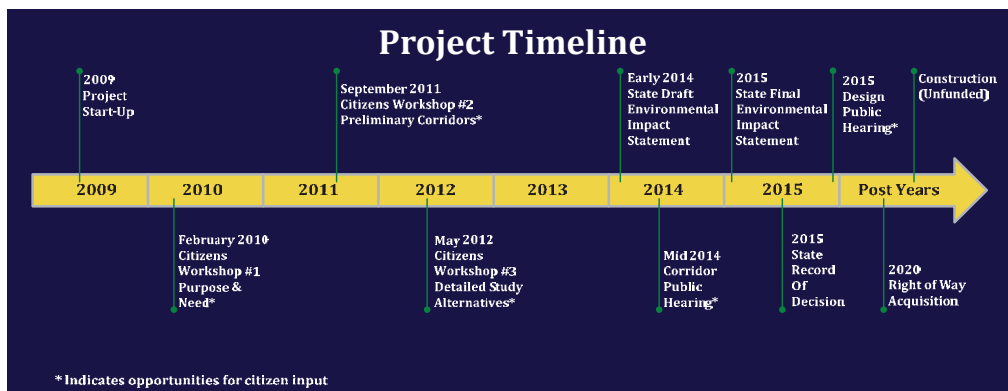 Project Timeline
2009
Project
Start-Up
September 2011
Citizens Workshop #2
Preliminary Corridors*
Early 2014
State Draft
Environmental
Impact
Statement
2015
State Final
Environmental
Impact
Statement
2015
Design
Public
Hearing*
Construction
(Unfunded)
2009
2010
2011
2012
2013
2014
2015
Post Years
February 2010
Citizens
Workshop #1
Purpose &
Need*
May 2012
Citizens
Workshop #3
Detailed Study
Alternatives*
Mid 2014
Corridor
Public
Hearing*
2015
State
Record
Of
Decision
2020
Right of Way
Acquisition
* Indicates opportunities for citizen input